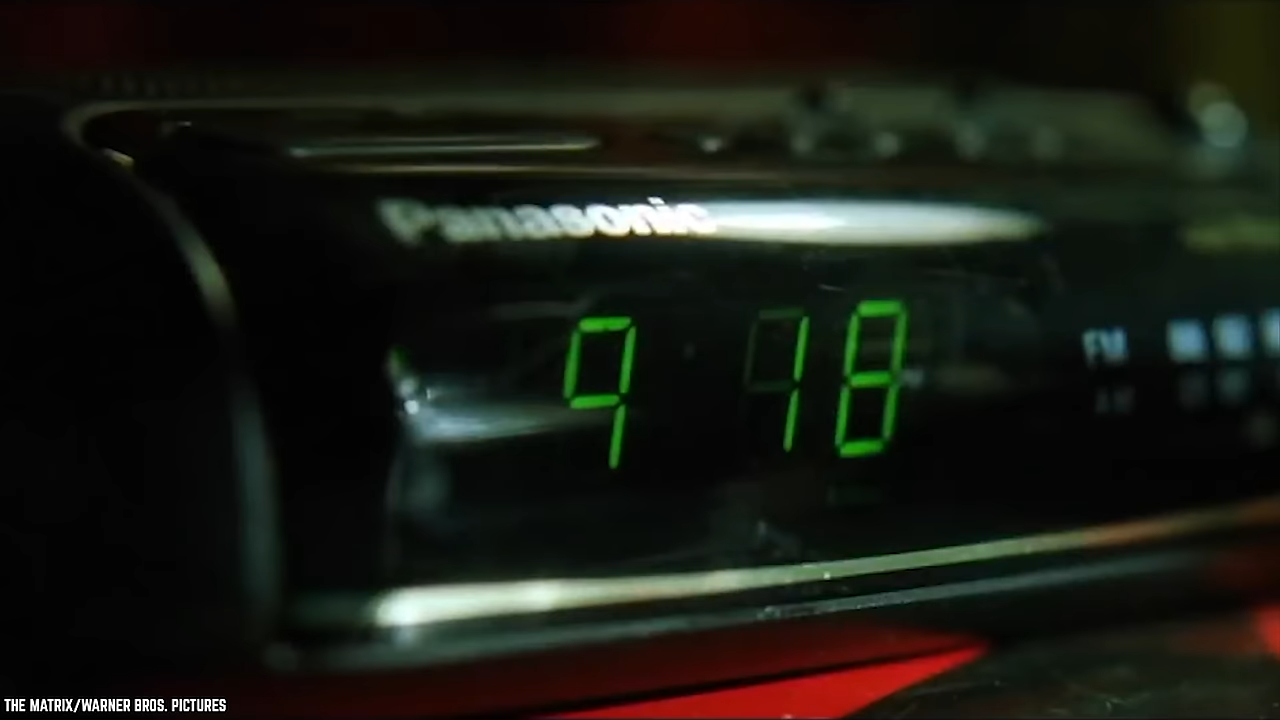 Panasonic
9 18
FM
THE MATRIX/WARNER BROS. PICTURES